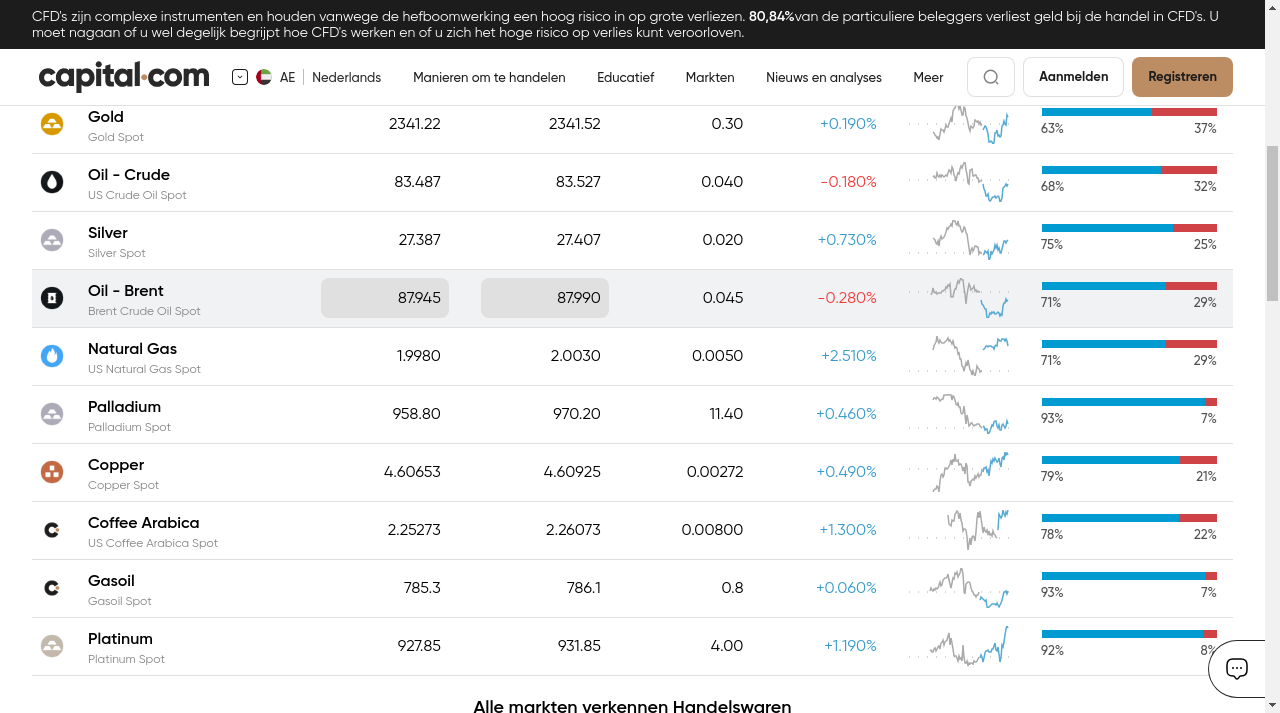 CFD's zijn complexe instrumenten en houden vanwege de hefboomwerking een hoog risico in op grote verliezen. 80,84%van de particuliere beleggers verliest geld bij de handel in CFD's. U
moet nagaan of u wel degelijk begrijpt hoe CFD's werken en of u zich het hoge risico op verlies kunt veroorloven.
capital.com AE Nederlands Manieren om te handelen Educatief Markten Nieuws en analyses Meer Aanmelden Registreren
Gold 2341.22 2341.52 0.30 +0.190%
Gold Spot 63% 37%
Oil - Crude 83.487 83.527 0.040 -0.180%
US Crude Oil Spot 68% 32%
Silver 27.387 27.407 0.020 +0.730%
Silver Spot 75% 25%
Oil - Brent 87.945 87.990 0.045 -0.280%
Brent Crude Oil Spot 71% 29%
Natural Gas 1.9980 2.0030 0.0050 +2.510%
US Natural Gas Spot 71% 29%
Palladium 958.80 970.20 11.40 +0.460%
Palladium Spot 93% 7%
Copper 4.60653 4.60925 0.00272 +0.490%
Copper Spot 79% 21%
Coffee Arabica 2.25273 2.26073 0.00800 +1.300%
US Coffee Arabica Spot 78% 22%
Gasoil 785.3 786.1 0.8 +0.060%
Gasoil Spot 93% 7%
Platinum 927.85 931.85 4.00 +1.190%
Platinum Spot 92% 8%
Alle markten verkennen Handelswaren